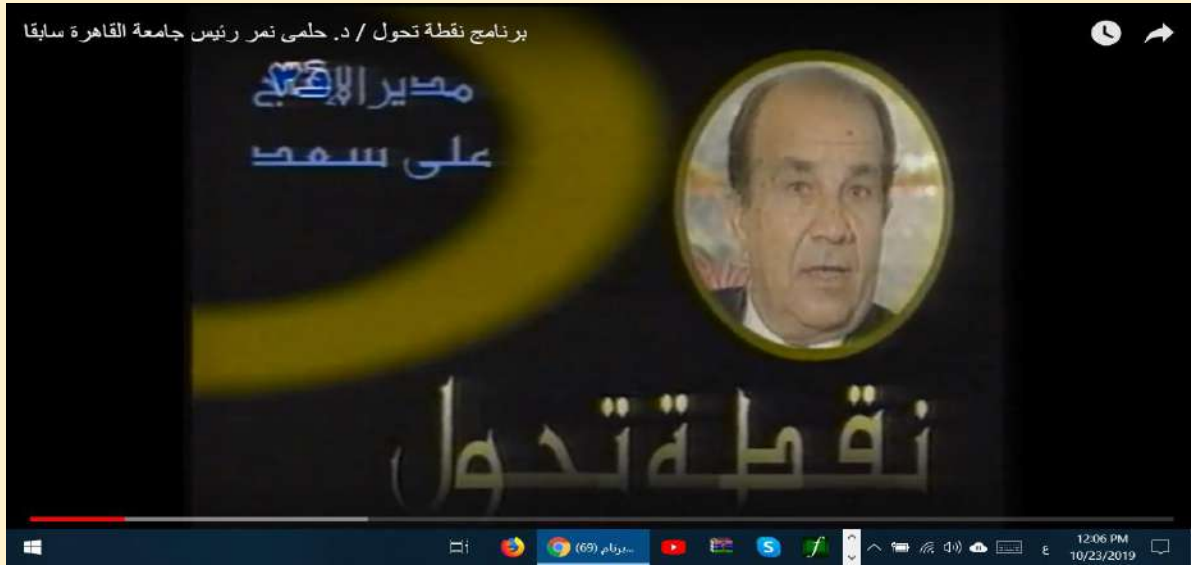 برنامج نقطة تحول / د. حلمى نمر رئيس جامعة القاهرة سابقا
مدير
على سعد
نقطة تحول
(69) برنام...
ع
12:06 PM
10/23/2019